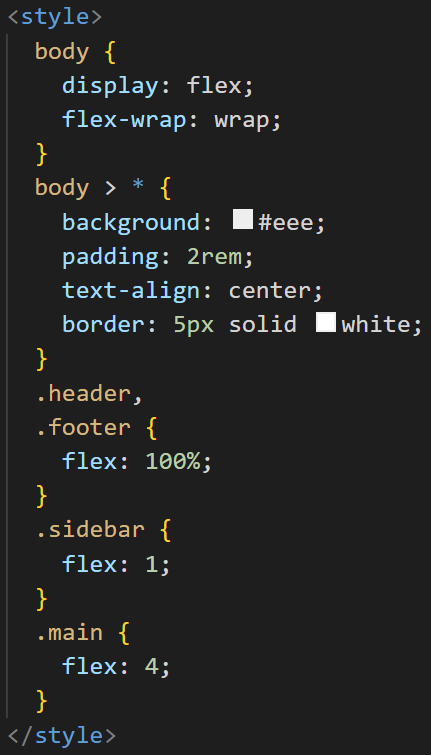 <style>
  body {
    display: flex;
    flex-wrap: wrap;
  }
  body > * {
    background: #eee;
    padding: 2rem;
    text-align: center;
    border: 5px solid white;
  }
  .header,
  .footer {
    flex: 100%;
  }
  .sidebar {
    flex: 1;
  }
  .main {
    flex: 4;
  }
</style>